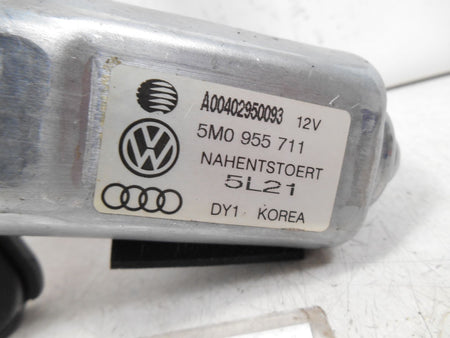 A00402950093 12V
5M0 955 711
NAHENTSTOERT
5L21
DY1 KOREA